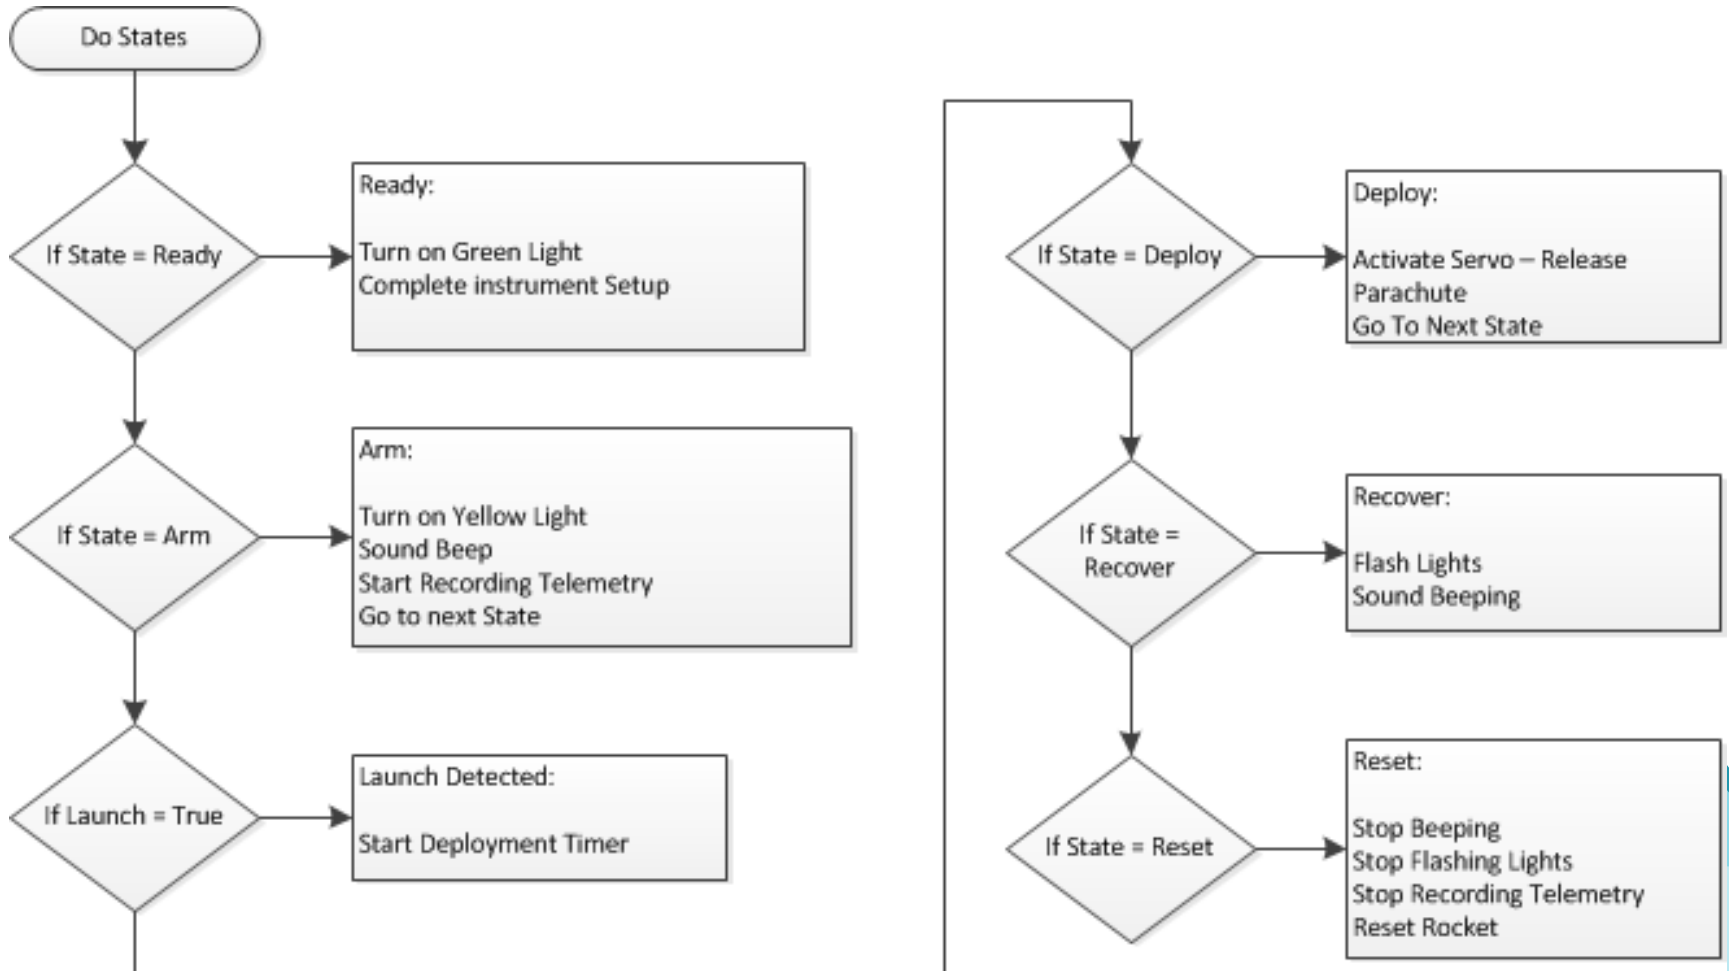 Do States
If State = Ready
Ready:
Turn on Green Light
Complete instrument Setup
If State = Arm
Arm:
Turn on Yellow Light
Sound Beep
Start Recording Telemetry
Go to next State
If Launch = True
Launch Detected:
Start Deployment Timer
If State = Deploy
Deploy:
Activate Servo – Release
Parachute
Go To Next State
If State =
Recover
Recover:
Flash Lights
Sound Beeping
If State = Reset
Reset:
Stop Beeping
Stop Flashing Lights
Stop Recording Telemetry
Reset Rocket